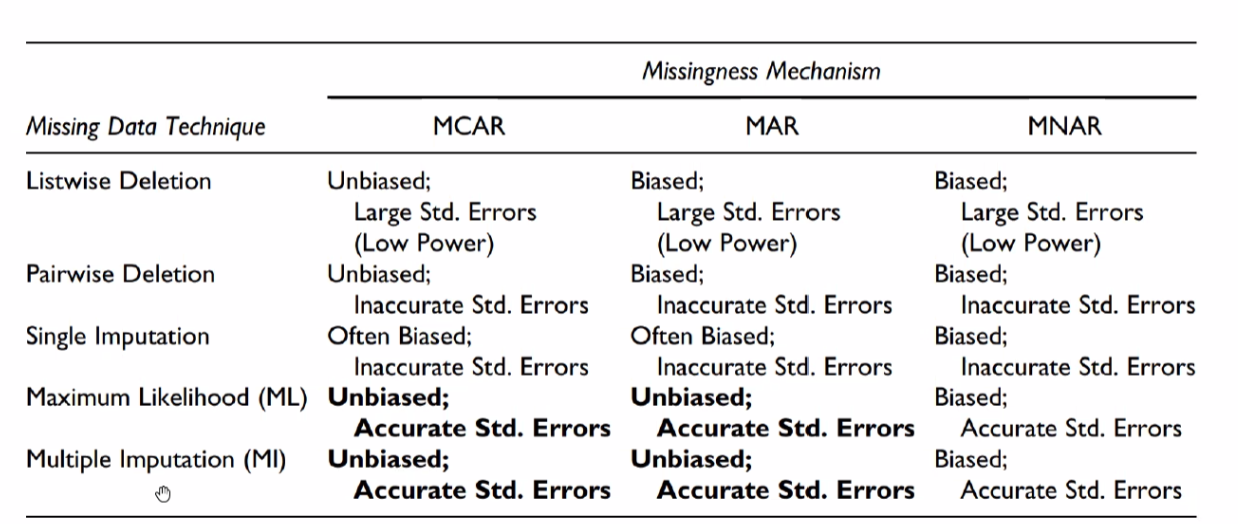 Missingness Mechanism
Missing Data Technique MCAR MAR MNAR
Listwise Deletion Unbiased; Biased; Biased;
Large Std. Errors Large Std. Errors Large Std. Errors
(Low Power) (Low Power) (Low Power)
Pairwise Deletion Unbiased; Biased; Biased;
Inaccurate Std. Errors Inaccurate Std. Errors Inaccurate Std. Errors
Single Imputation Often Biased; Often Biased; Biased;
Inaccurate Std. Errors Inaccurate Std. Errors Inaccurate Std. Errors
Maximum Likelihood (ML) Unbiased; Unbiased; Biased;
Accurate Std. Errors Accurate Std. Errors Accurate Std. Errors
Multiple Imputation (MI) Unbiased; Unbiased; Biased;
Accurate Std. Errors Accurate Std. Errors Accurate Std. Errors